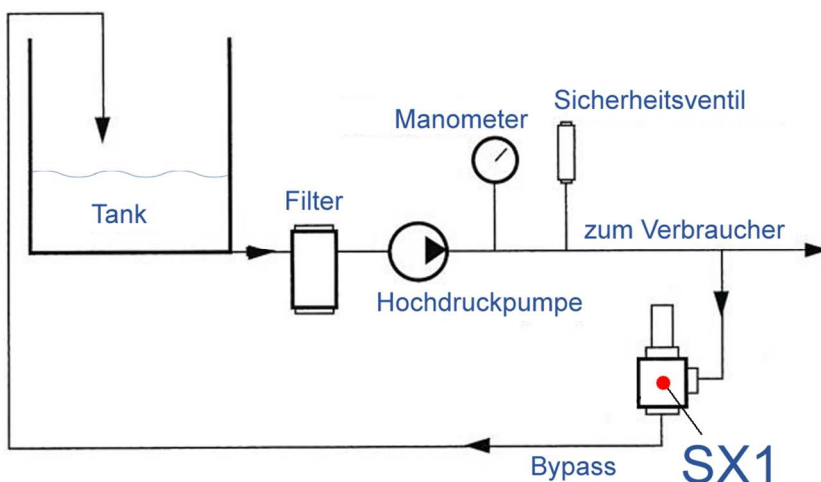 Sicherheitsventil
Manometer
Filter
Tank
zum Verbraucher
Hochdruckpumpe
Bypass
SX1